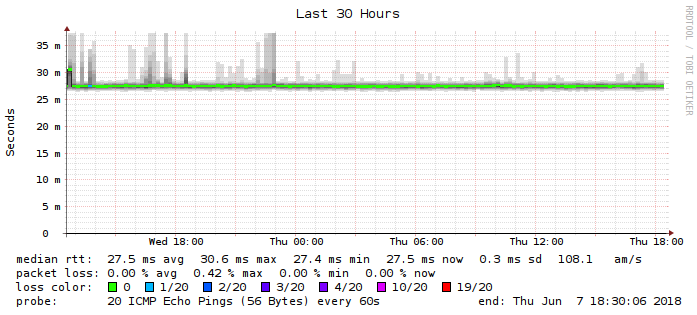 Last 30 Hours
RRDTOOL / TOBI OETIKER
Seconds
35 m
30 m
25 m
20 m
15 m
10 m
5 m
0
Wed 18:00 Thu 00:00 Thu 06:00 Thu 12:00 Thu 18:00
median rtt: 27.5 ms avg 30.6 ms max 27.4 ms min 27.5 ms now 0.3 ms sd 108.1 am/s
packet loss: 0.00 % avg 0.42 % max 0.00 % min 0.00 % now
loss color: 0 1/20 2/20 3/20 4/20 10/20 19/20
probe: 20 ICMP Echo Pings (56 Bytes) every 60s end: Thu Jun 7 18:30:06 2018